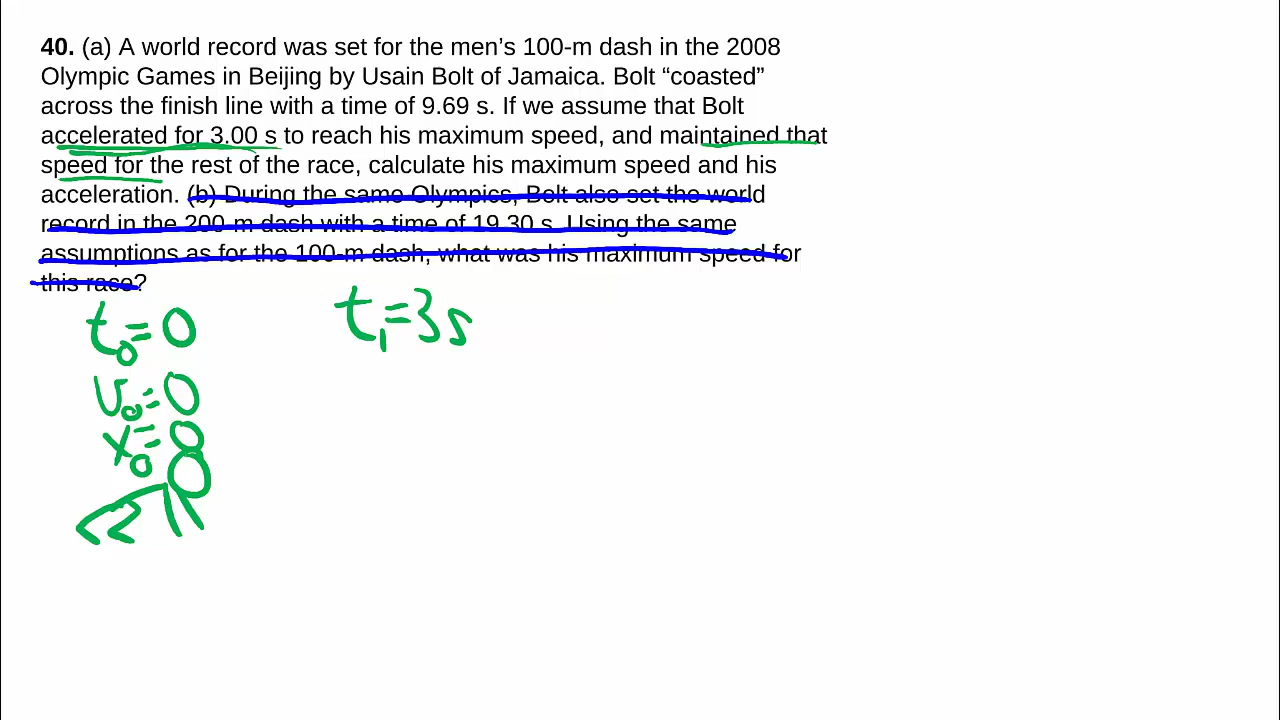 40. (a) A world record was set for the men’s 100-m dash in the 2008
Olympic Games in Beijing by Usain Bolt of Jamaica. Bolt “coasted”
across the finish line with a time of 9.69 s. If we assume that Bolt
accelerated for 3.00 s to reach his maximum speed, and maintained that
speed for the rest of the race, calculate his maximum speed and his
acceleration. (b) During the same Olympics, Bolt also set the world
record in the 200-m dash with a time of 19.30 s. Using the same
assumptions as for the 100-m dash, what was his maximum speed for
this race?
t₀=0 t₁=3s
v₀=0
x₀=0